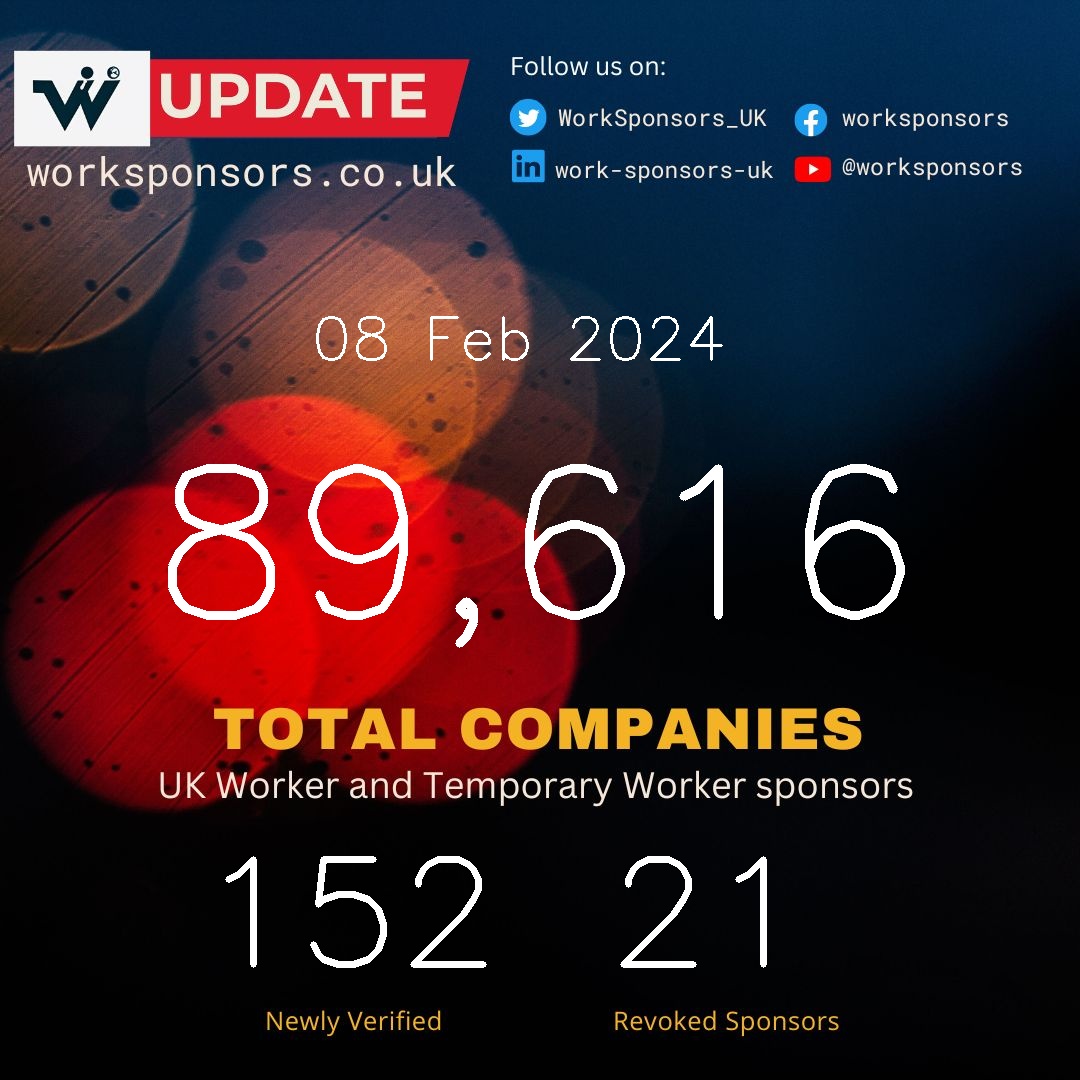 UPDATE
worksponsors.co.uk
Follow us on:
WorkSponsors_UK
worksponsors
work-sponsors-uk
@worksponsors
08 Feb 2024
89,616
TOTAL COMPANIES
UK Worker and Temporary Worker sponsors
152 21
Newly Verified Revoked Sponsors